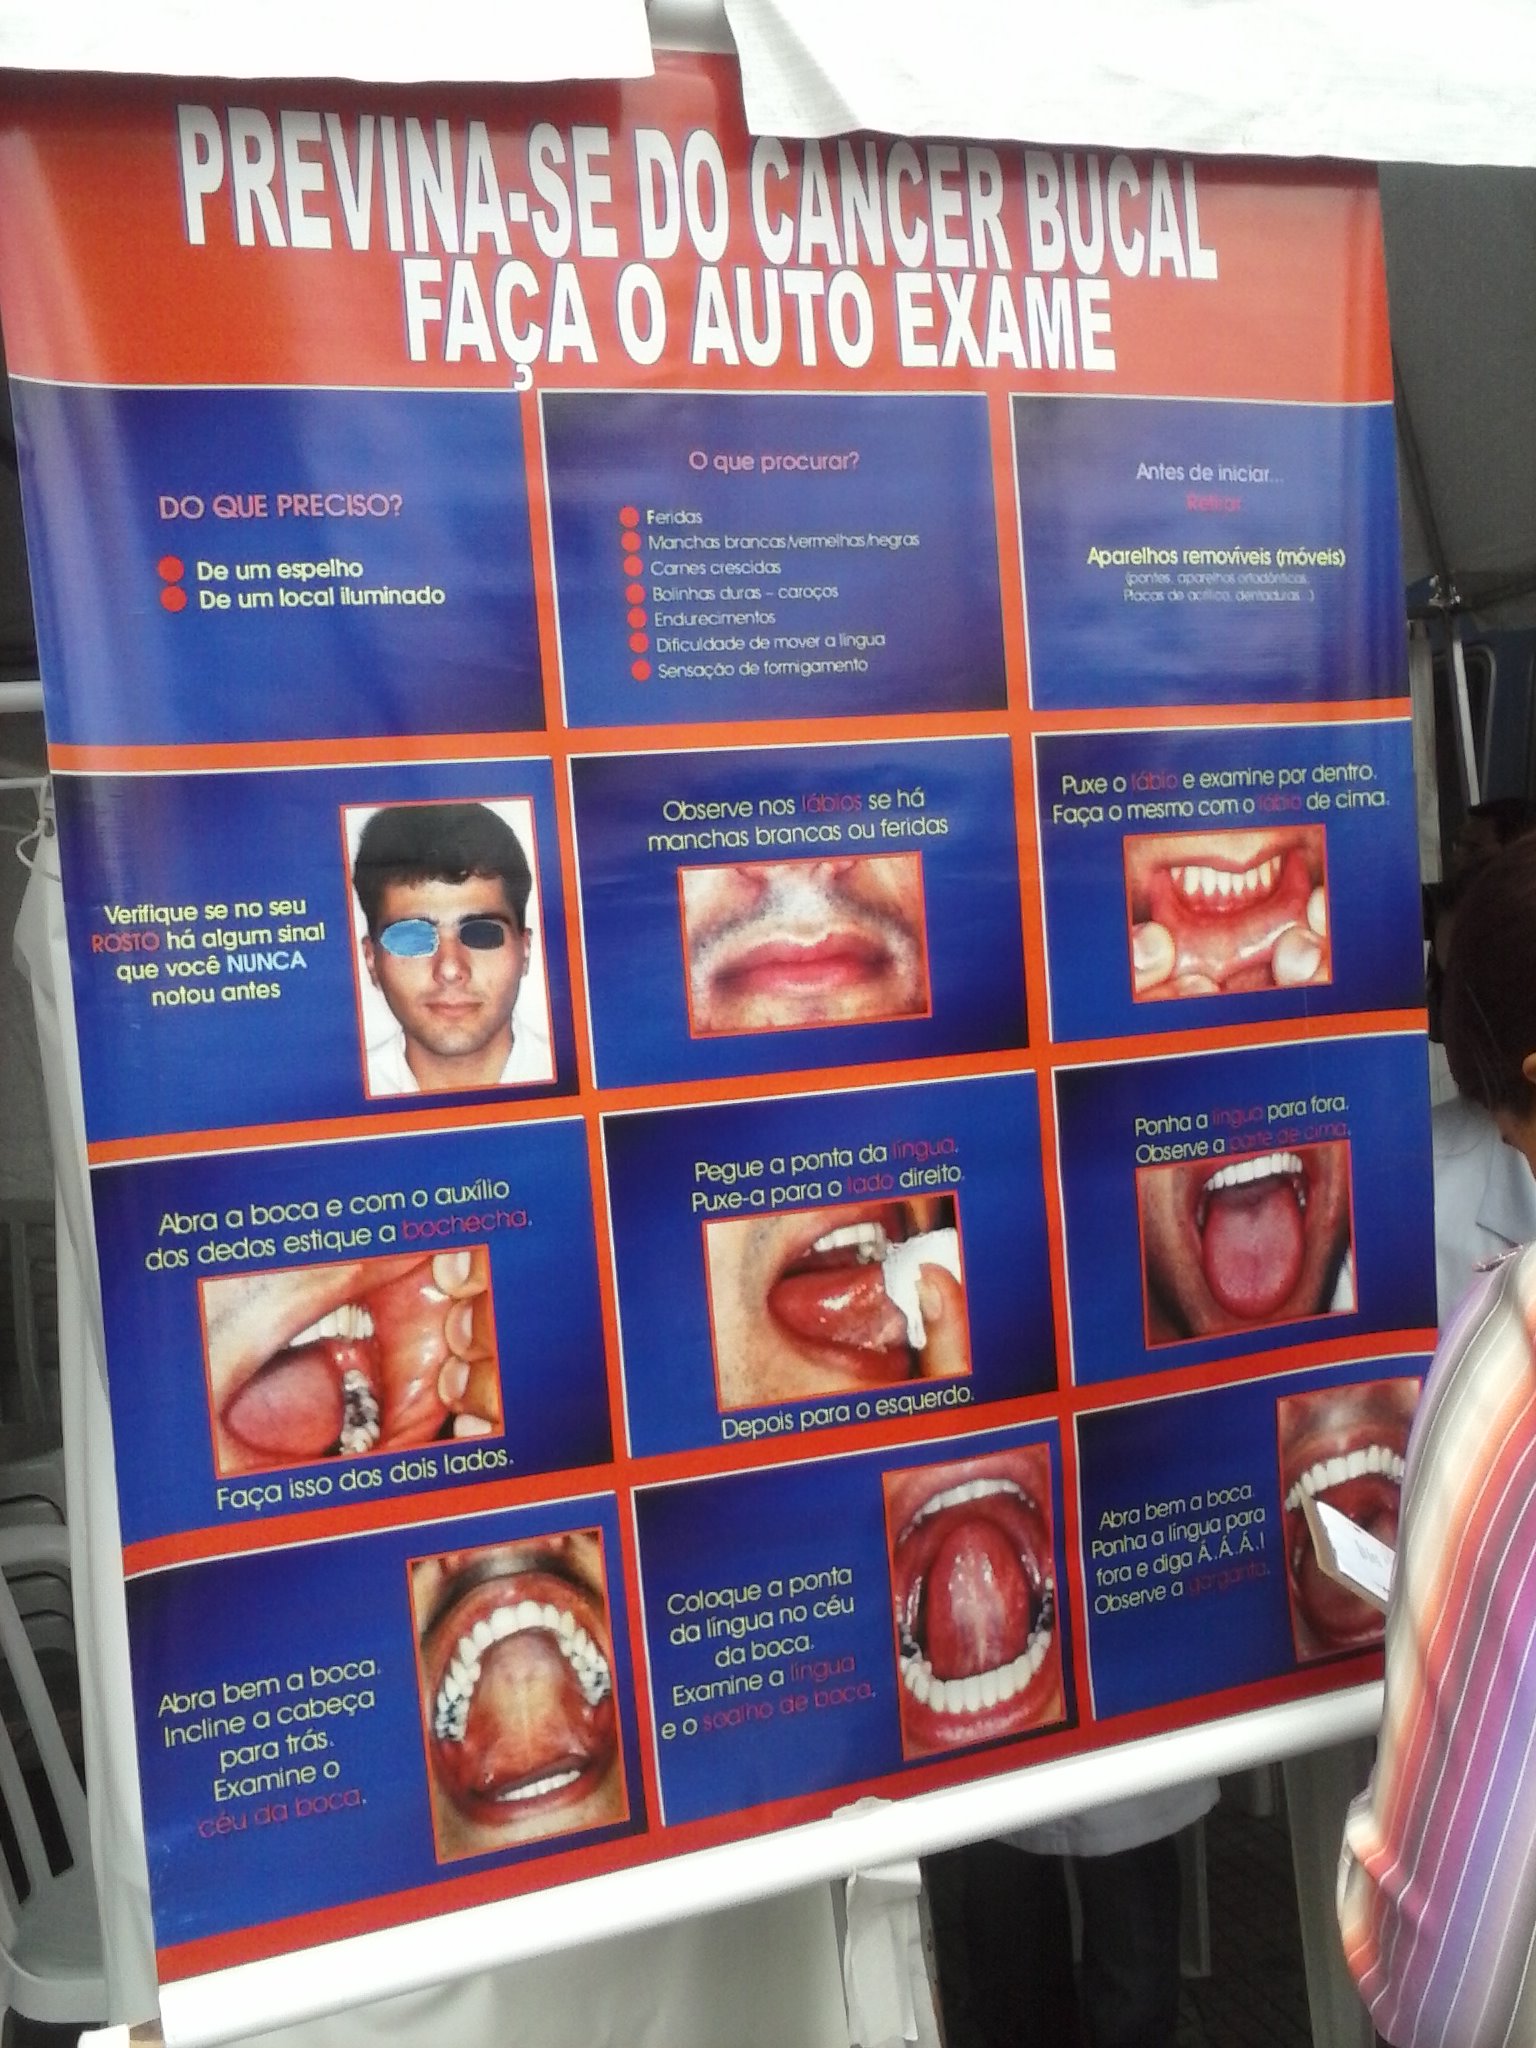 PREVINA-SE DO CANCER BUCAL
FAÇA O AUTO EXAME
DO QUE PRECISO?
De um espelho
De um local iluminado
O que procurar?
Feridas
Manchas brancas/vermelhas/negras
Carnes crescidas
Bolinhas duras - caroços
Endurecimentos
Dificuldade de mover a língua
Sensação de formigamento
Antes de iniciar...
Retirar
Aparelhos removíveis (móveis)
(pontes, aparelhos ortodônticos,
Placas de acrílico, dentaduras...)
Verifique se no seu
ROSTO há algum sinal
que você NUNCA
notou antes
Observe nos lábios se há
manchas brancas ou feridas
Puxe o lábio e examine por dentro.
Faça o mesmo com o lábio de cima.
Abra a boca e com o auxílio
dos dedos estique a bochecha.
Faça isso dos dois lados.
Pegue a ponta da língua.
Puxe-a para o lado direito.
Depois para o esquerdo.
Ponha a língua para fora.
Observe a parte de cima.
Abra bem a boca.
Incline a cabeça
para trás.
Examine o
céu da boca.
Coloque a ponta
da língua no céu
da boca.
Examine a língua
e o soalho de boca.
Abra bem a boca.
Ponha a língua para
fora e diga Á.Á.Á.!
Observe a garganta.